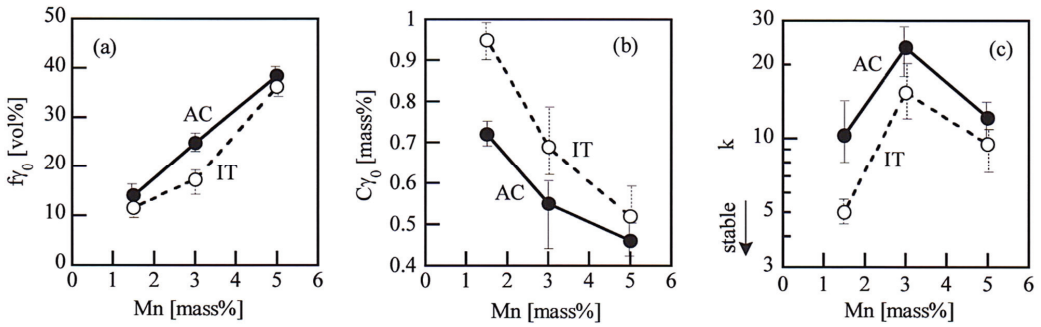 (a)
50
40
30
20
10
0
fγ₀ [vol%]
AC
IT
0 1 2 3 4 5 6
Mn [mass%]
(b)
1
0.9
0.8
0.7
0.6
0.5
0.4
Cγ₀ [mass%]
IT
AC
0 1 2 3 4 5 6
Mn [mass%]
(c)
30
20
10
5
3
k
stable
AC
IT
0 1 2 3 4 5 6
Mn [mass%]